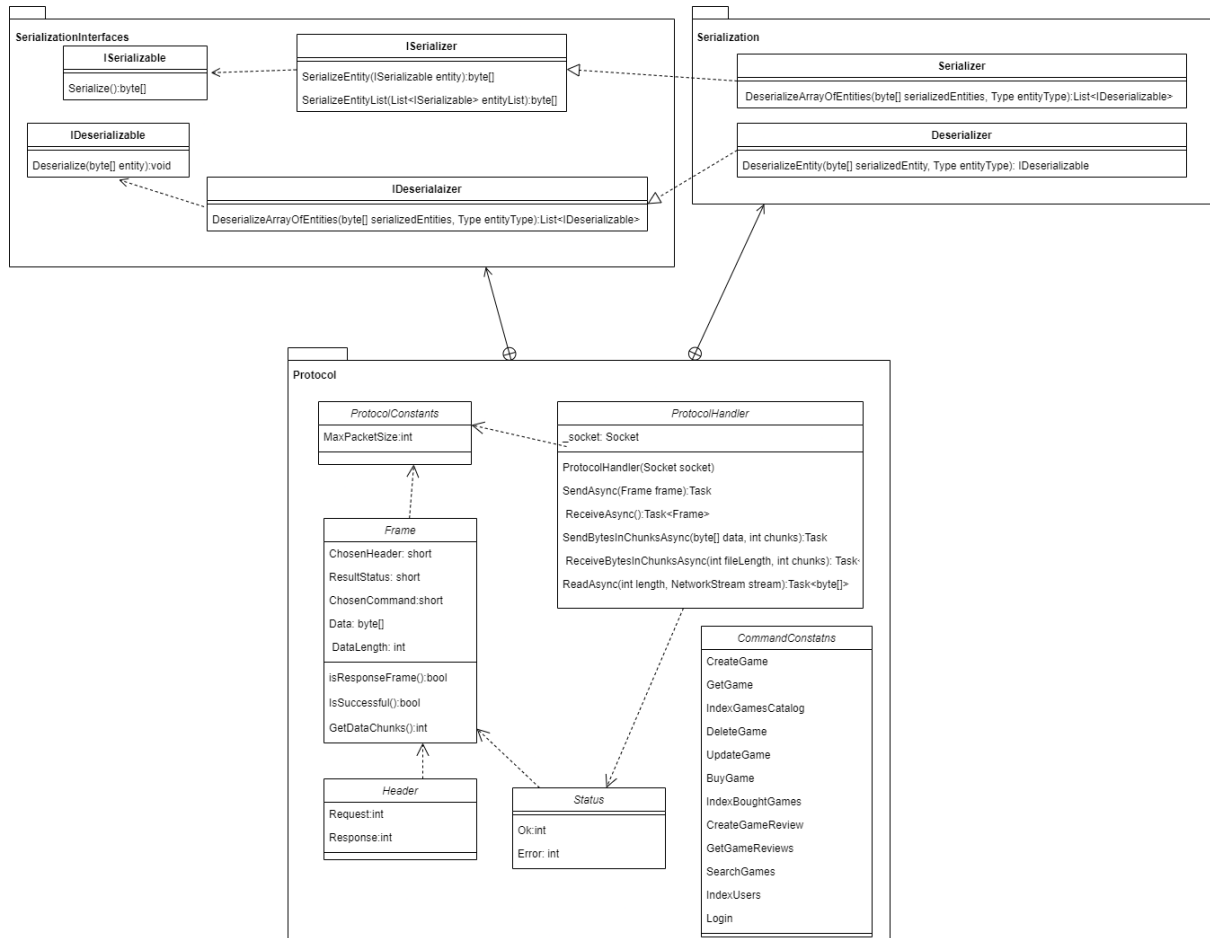 SerializationInterfaces
ISerializable
Serialize():byte[]
ISerializer
SerializeEntity(ISerializable entity):byte[]
SerializeEntityList(List<ISerializable> entityList):byte[]
IDeserializable
Deserialize(byte[] entity):void
IDeserialaizer
DeserializeArrayOfEntities(byte[] serializedEntities, Type entityType):List<IDeserializable>
Serialization
Serializer
DeserializeArrayOfEntities(byte[] serializedEntities, Type entityType):List<IDeserializable>
Deserializer
DeserializeEntity(byte[] serializedEntity, Type entityType): IDeserializable
Protocol
ProtocolConstants
MaxPacketSize:int
ProtocolHandler
_socket: Socket
ProtocolHandler(Socket socket)
SendAsync(Frame frame):Task
ReceiveAsync():Task<Frame>
SendBytesInChunksAsync(byte[] data, int chunks):Task
ReceiveBytesInChunksAsync(int fileLength, int chunks): Task<
ReadAsync(int length, NetworkStream stream):Task<byte[]>
Frame
ChosenHeader: short
ResultStatus: short
ChosenCommand:short
Data: byte[]
DataLength: int
isResponseFrame():bool
IsSuccessful():bool
GetDataChunks():int
Header
Request:int
Response:int
Status
Ok:int
Error: int
CommandConstatns
CreateGame
GetGame
IndexGamesCatalog
DeleteGame
UpdateGame
BuyGame
IndexBoughtGames
CreateGameReview
GetGameReviews
SearchGames
IndexUsers
Login